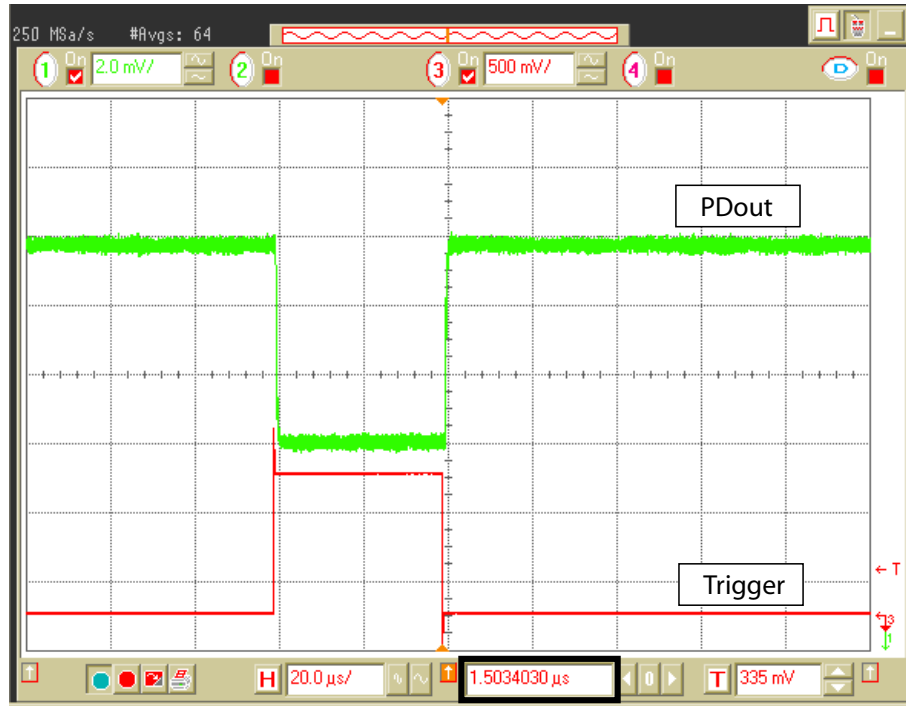 250 MSa/s #Avgs: 64
1 On 2.0 mV/ 2 On 3 On 500 mV/ 4 On D On
PDout
← T
Trigger
3
1
H 20.0 µs/ 1.5034030 µs 0 T 335 mV